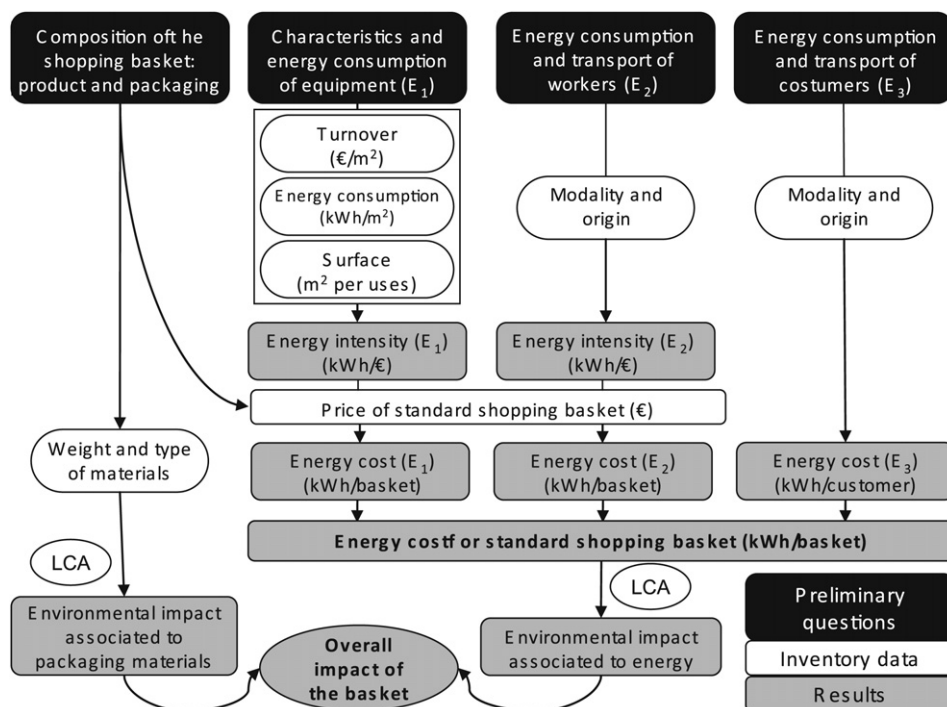 Composition oft he
shopping basket:
product and packaging
Characteristics and
energy consumption
of equipment (E₁)
Energy consumption
and transport of
workers (E₂)
Energy consumption
and transport of
costumers (E₃)
Turnover
(€/m²)
Energy consumption
(kWh/m²)
Surface
(m² per uses)
Modality and
origin
Modality and
origin
Energy intensity (E₁)
(kWh/€)
Energy intensity (E₂)
(kWh/€)
Price of standard shopping basket (€)
Weight and type
of materials
Energy cost (E₁)
(kWh/basket)
Energy cost (E₂)
(kWh/basket)
Energy cost (E₃)
(kWh/customer)
Energy costf or standard shopping basket (kWh/basket)
LCA
LCA
Environmental impact
associated to
packaging materials
Overall
impact of
the basket
Environmental impact
associated to energy
Preliminary
questions
Inventory data
Results